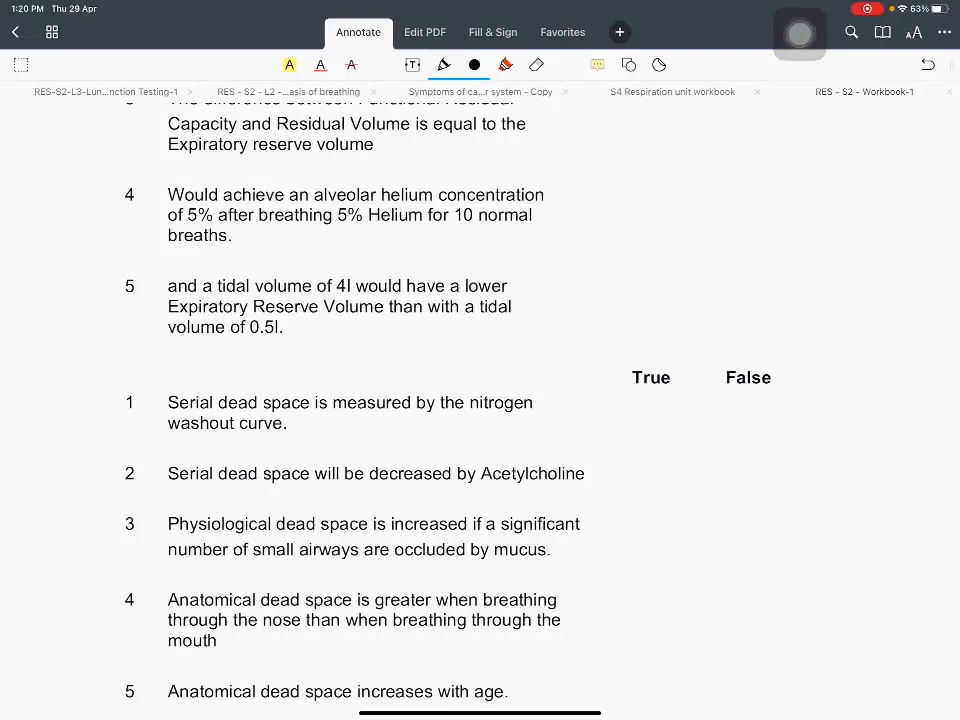 1:20 PM Thu 29 Apr
63%
Annotate
Edit PDF
Fill & Sign
Favorites
RES-S2-L3-Lun...nction Testing-1
RES - S2 - L2 -...asis of breathing
Symptoms of ca...r system - Copy
S4 Respiration unit workbook
RES - S2 - Workbook-1
The difference between Functional Residual
Capacity and Residual Volume is equal to the
Expiratory reserve volume
4 Would achieve an alveolar helium concentration
of 5% after breathing 5% Helium for 10 normal
breaths.
5 and a tidal volume of 4l would have a lower
Expiratory Reserve Volume than with a tidal
volume of 0.5l.
True False
1 Serial dead space is measured by the nitrogen
washout curve.
2 Serial dead space will be decreased by Acetylcholine
3 Physiological dead space is increased if a significant
number of small airways are occluded by mucus.
4 Anatomical dead space is greater when breathing
through the nose than when breathing through the
mouth
5 Anatomical dead space increases with age.